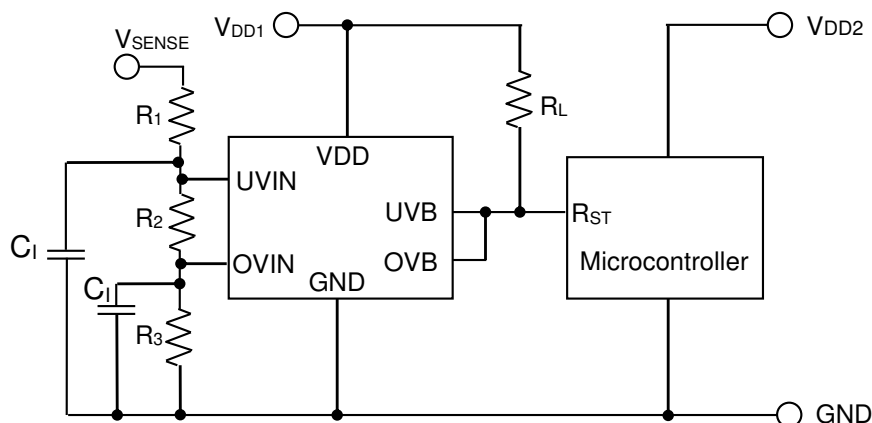 VDD1
VDD2
VSENSE
R1
RL
VDD
UVIN
R2
UVB
RST
CI
OVIN
OVB
Microcontroller
GND
CI
R3
GND